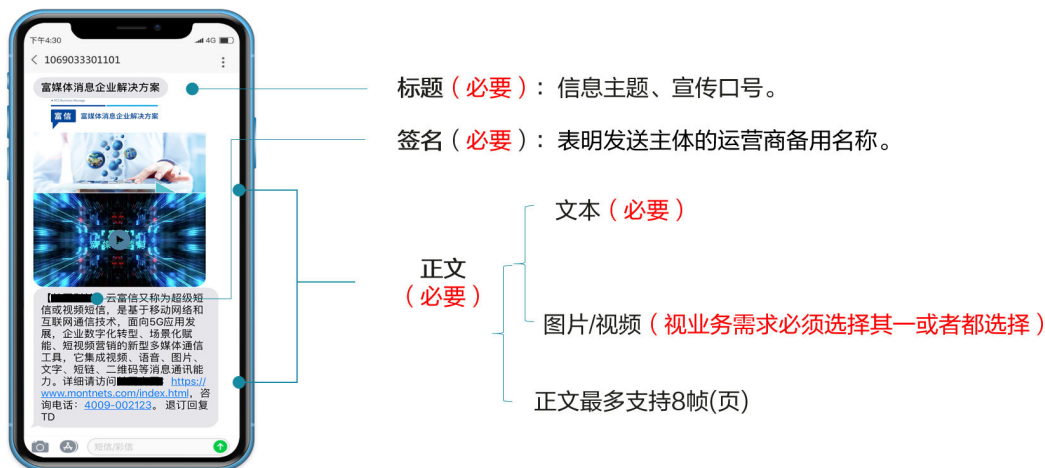 下午4:30
4G
1069033301101
富媒体消息企业解决方案
富信 富媒体消息企业解决方案
【 云富信又称为超级短
信或视频短信，是基于移动网络和
互联网通信技术，面向5G应用发
展，企业数字化转型、场景化赋
能、短视频营销的新型多媒体通信
工具，它集成视频、语音、图片、
文字、短链、二维码等消息通讯能
力。详细请访问 https://
www.montnets.com/index.html，咨
询电话：4009-002123。退订回复
TD
短信/彩信
标题（必要）：信息主题、宣传口号。
签名（必要）：表明发送主体的运营商备用名称。
正文
（必要）
文本（必要）
图片/视频（视业务需求必须选择其一或者都选择）
正文最多支持8帧(页)